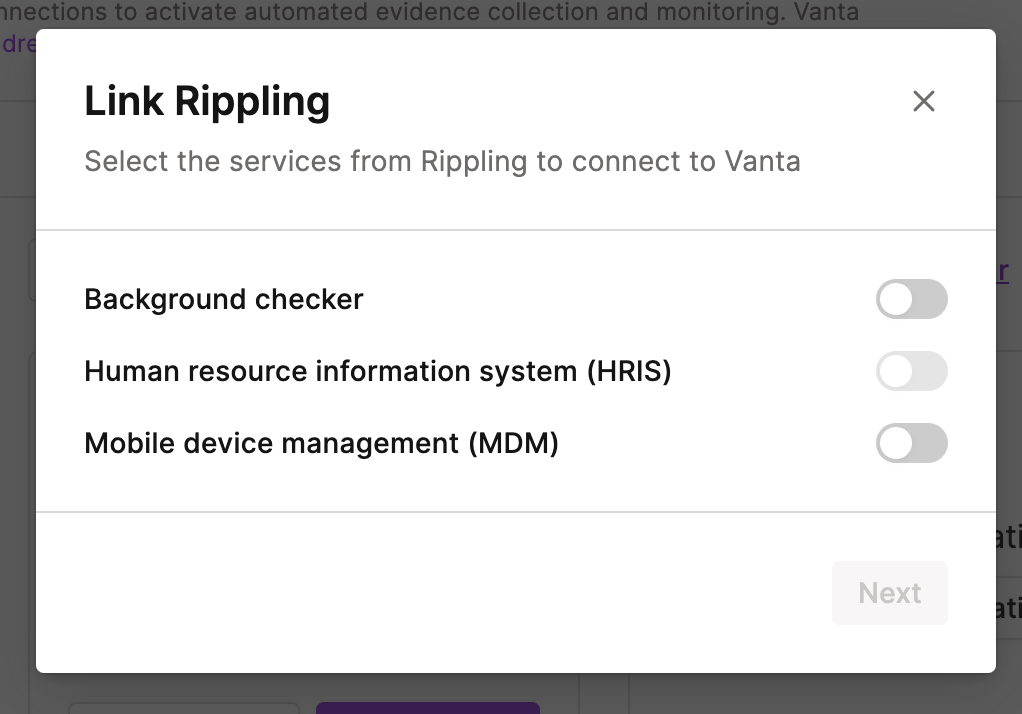 connections to activate automated evidence collection and monitoring. Vanta
Link Rippling
Select the services from Rippling to connect to Vanta
Background checker
Human resource information system (HRIS)
Mobile device management (MDM)
Next